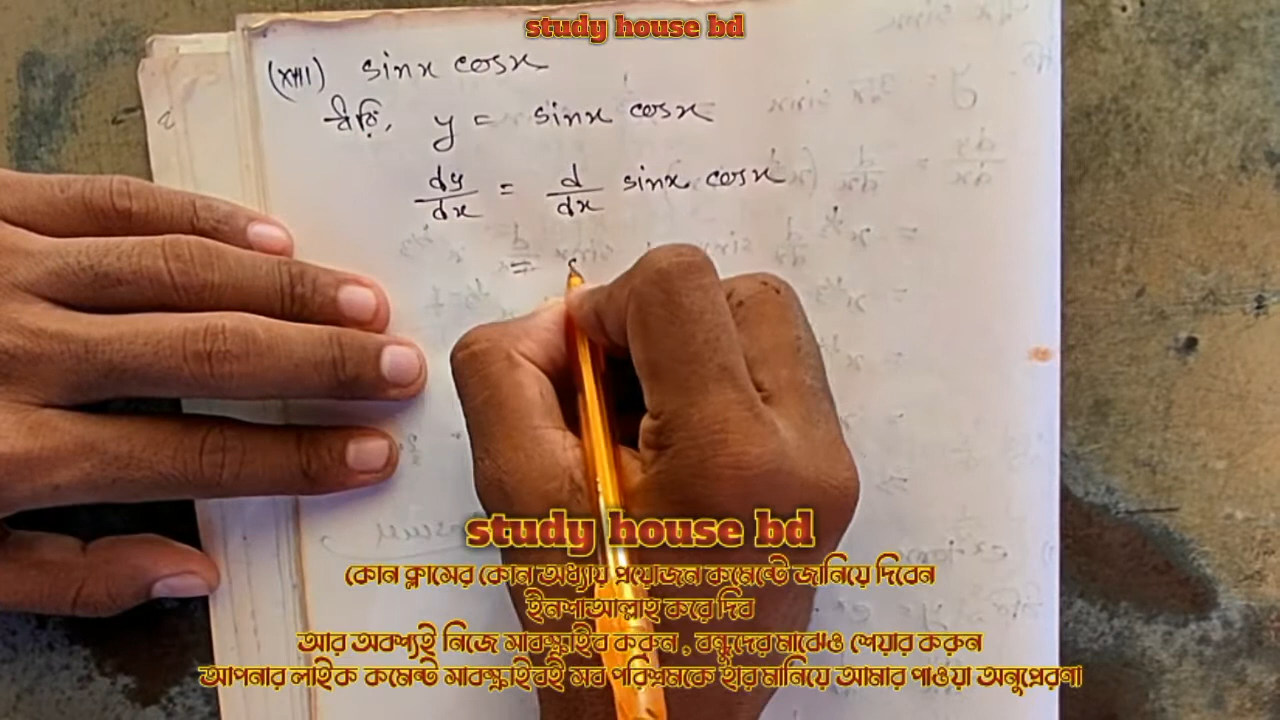 study house bd
(xiii) sinx cosx
ধরি, y = sinx cosx
dy/dx = d/dx sinx cosx
= s
study house bd
কোন ক্লাসের কোন অধ্যায় প্রয়োজন কমেন্টে জানিয়ে দিবেন
ইনশাআল্লাহ করে দিব
আর অবশ্যই নিজে সাবস্ক্রাইব করুন , বন্ধুদের মাঝেও শেয়ার করুন
আপনার লাইক কমেন্ট সাবস্ক্রাইবই সব পরিশ্রমকে হার মানিয়ে আমার পাওয়া অনুপ্রেরণা